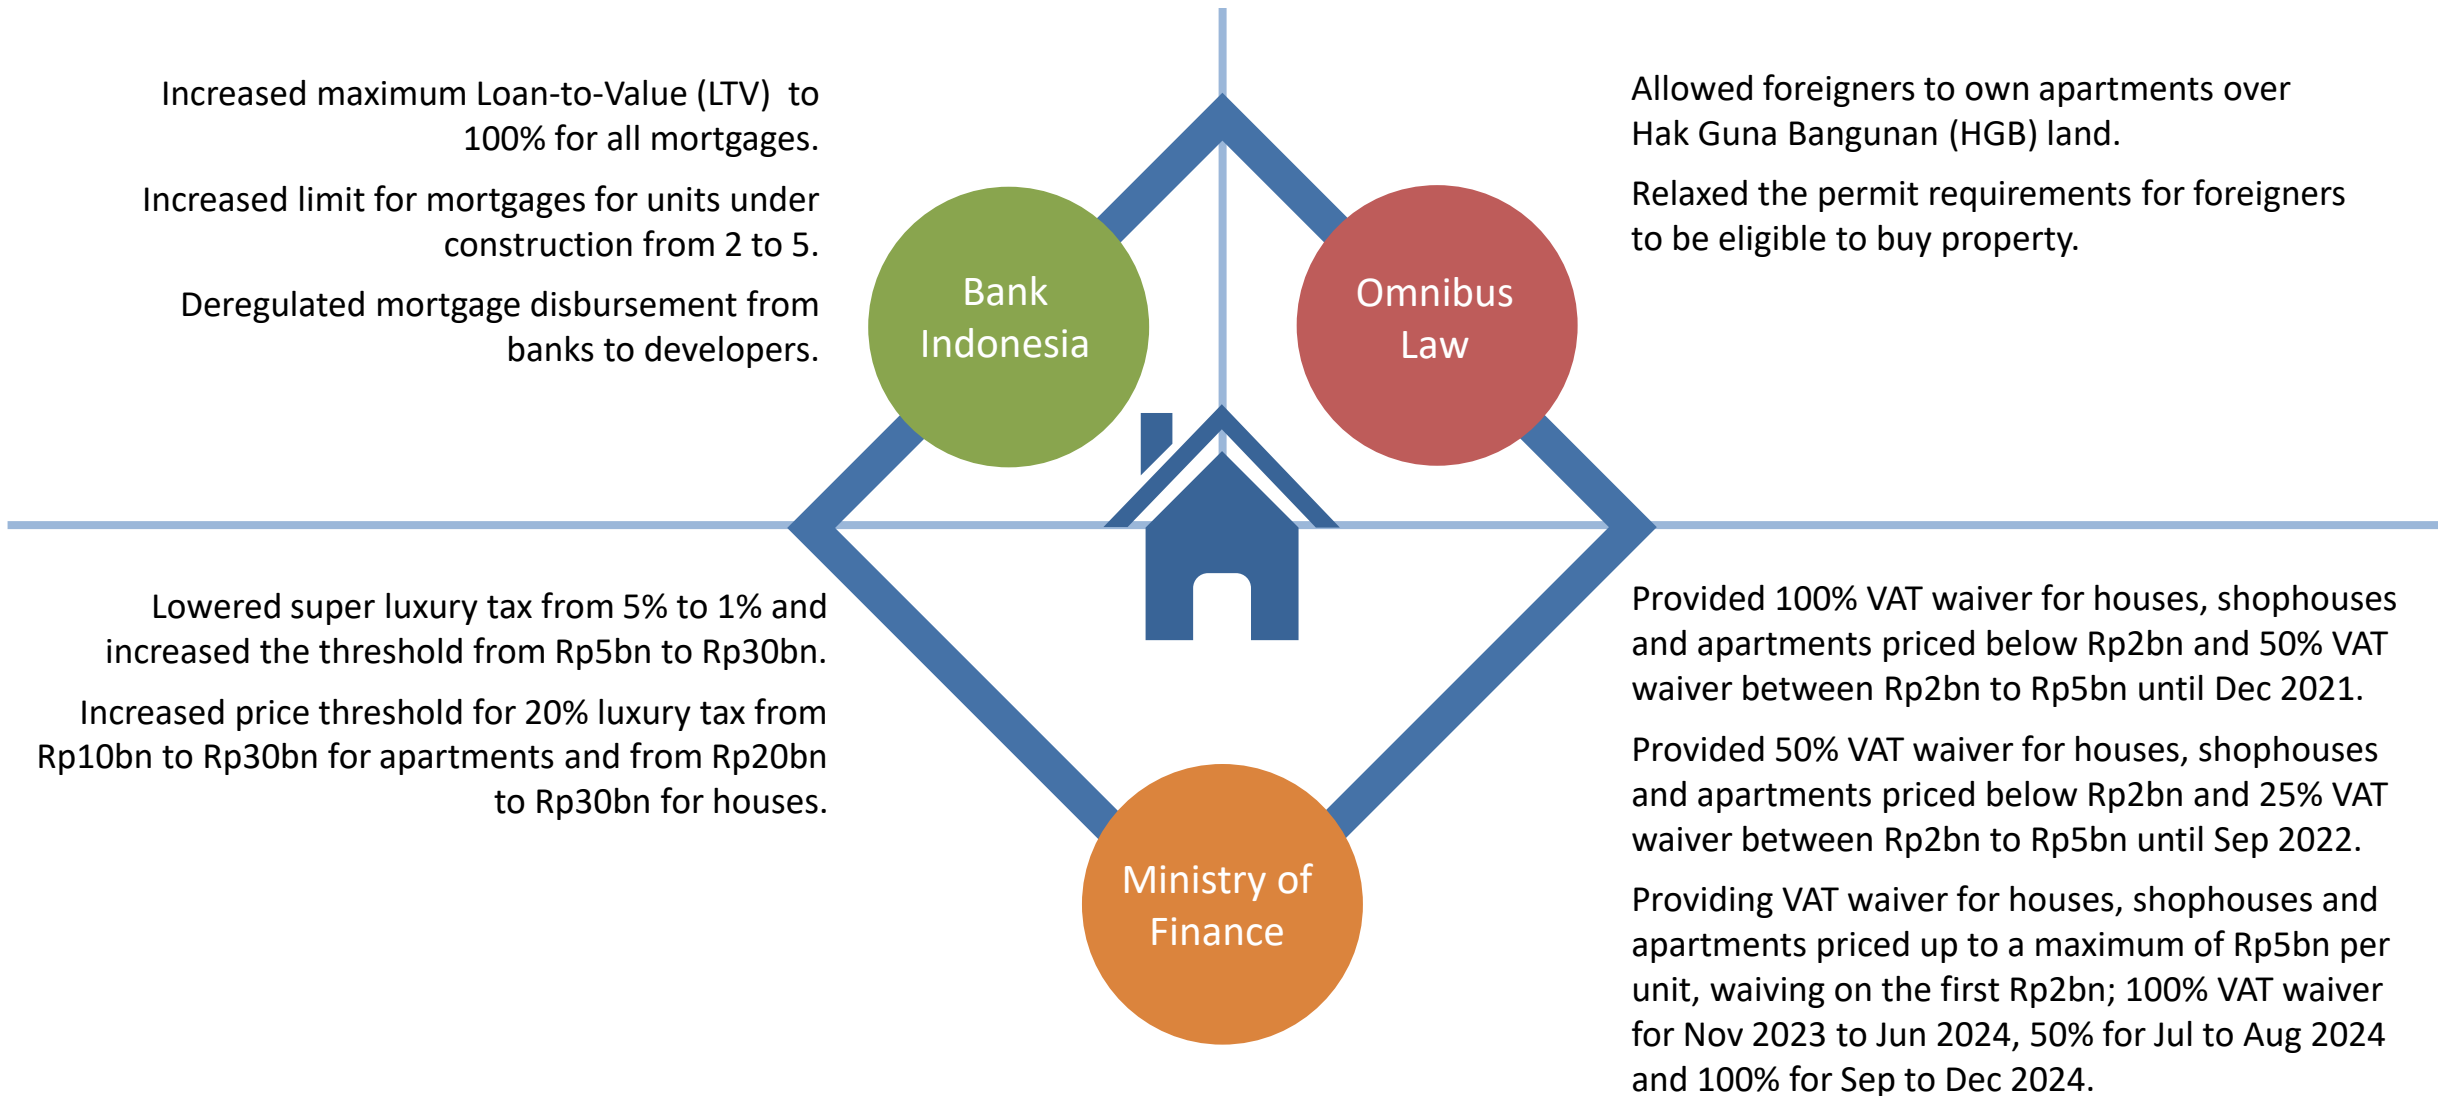 Increased maximum Loan-to-Value (LTV) to
100% for all mortgages.
Increased limit for mortgages for units under
construction from 2 to 5.
Deregulated mortgage disbursement from
banks to developers.
Bank
Indonesia
Omnibus
Law
Allowed foreigners to own apartments over
Hak Guna Bangunan (HGB) land.
Relaxed the permit requirements for foreigners
to be eligible to buy property.
Lowered super luxury tax from 5% to 1% and
increased the threshold from Rp5bn to Rp30bn.
Increased price threshold for 20% luxury tax from
Rp10bn to Rp30bn for apartments and from Rp20bn
to Rp30bn for houses.
Ministry of
Finance
Provided 100% VAT waiver for houses, shophouses
and apartments priced below Rp2bn and 50% VAT
waiver between Rp2bn to Rp5bn until Dec 2021.
Provided 50% VAT waiver for houses, shophouses
and apartments priced below Rp2bn and 25% VAT
waiver between Rp2bn to Rp5bn until Sep 2022.
Providing VAT waiver for houses, shophouses and
apartments priced up to a maximum of Rp5bn per
unit, waiving on the first Rp2bn; 100% VAT waiver
for Nov 2023 to Jun 2024, 50% for Jul to Aug 2024
and 100% for Sep to Dec 2024.